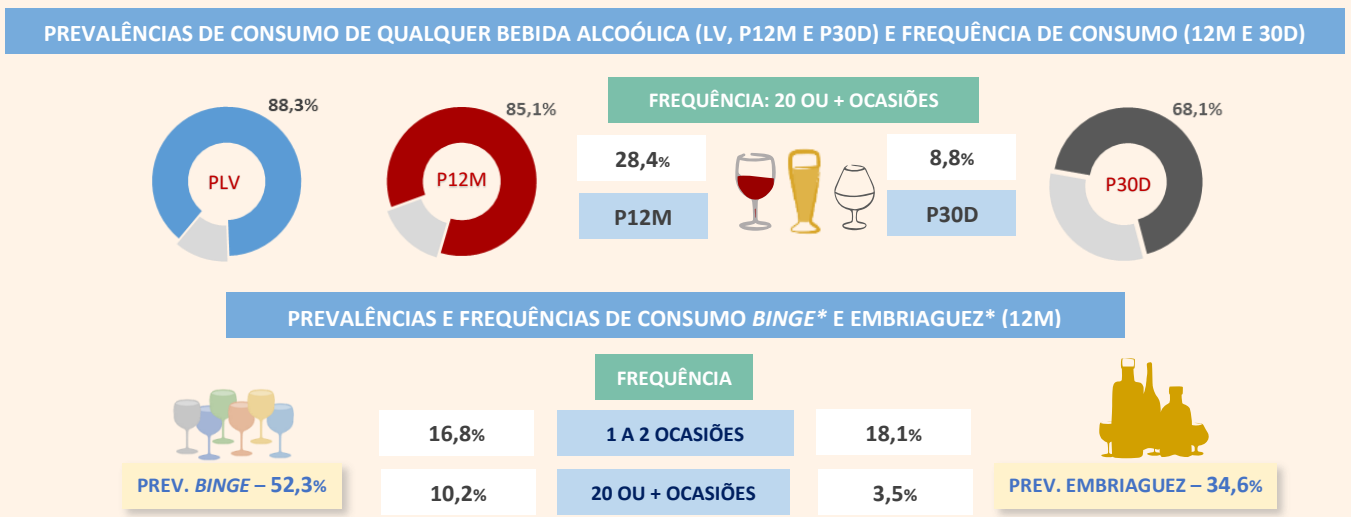 PREVALÊNCIAS DE CONSUMO DE QUALQUER BEBIDA ALCOÓLICA (LV, P12M E P30D) E FREQUÊNCIA DE CONSUMO (12M E 30D)
88,3%
PLV
85,1%
P12M
FREQUÊNCIA: 20 OU + OCASIÕES
28,4%
P12M
8,8%
P30D
68,1%
P30D
PREVALÊNCIAS E FREQUÊNCIAS DE CONSUMO BINGE* E EMBRIAGUEZ* (12M)
FREQUÊNCIA
16,8%
1 A 2 OCASIÕES
18,1%
PREV. BINGE – 52,3%
10,2%
20 OU + OCASIÕES
3,5%
PREV. EMBRIAGUEZ – 34,6%